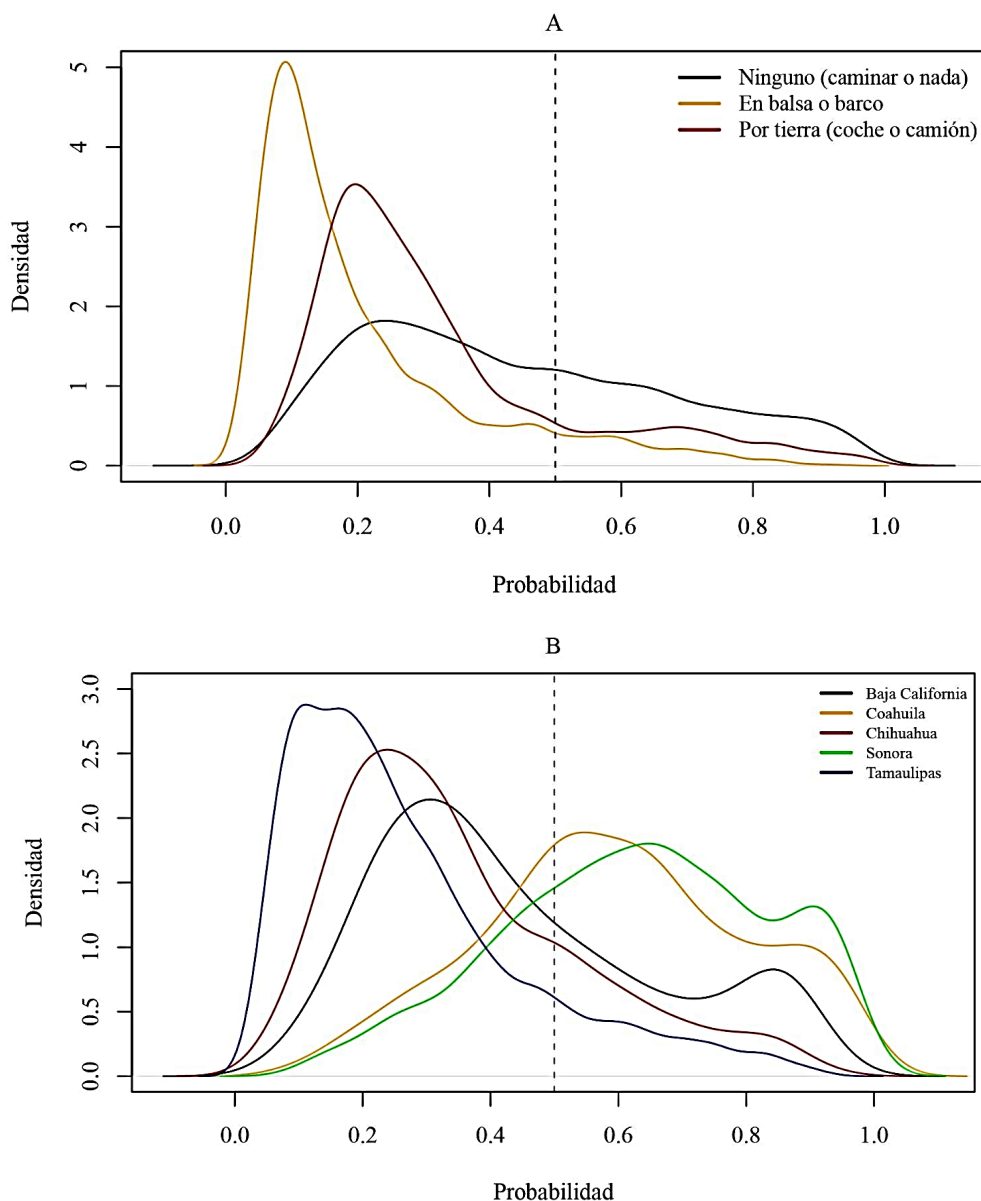 A
Ninguno (caminar o nada)
En balsa o barco
Por tierra (coche o camión)
Densidad
5
4
3
2
1
0
0.0 0.2 0.4 0.6 0.8 1.0
Probabilidad
B
Baja California
Coahuila
Chihuahua
Sonora
Tamaulipas
Densidad
3.0
2.5
2.0
1.5
1.0
0.5
0.0
0.0 0.2 0.4 0.6 0.8 1.0
Probabilidad